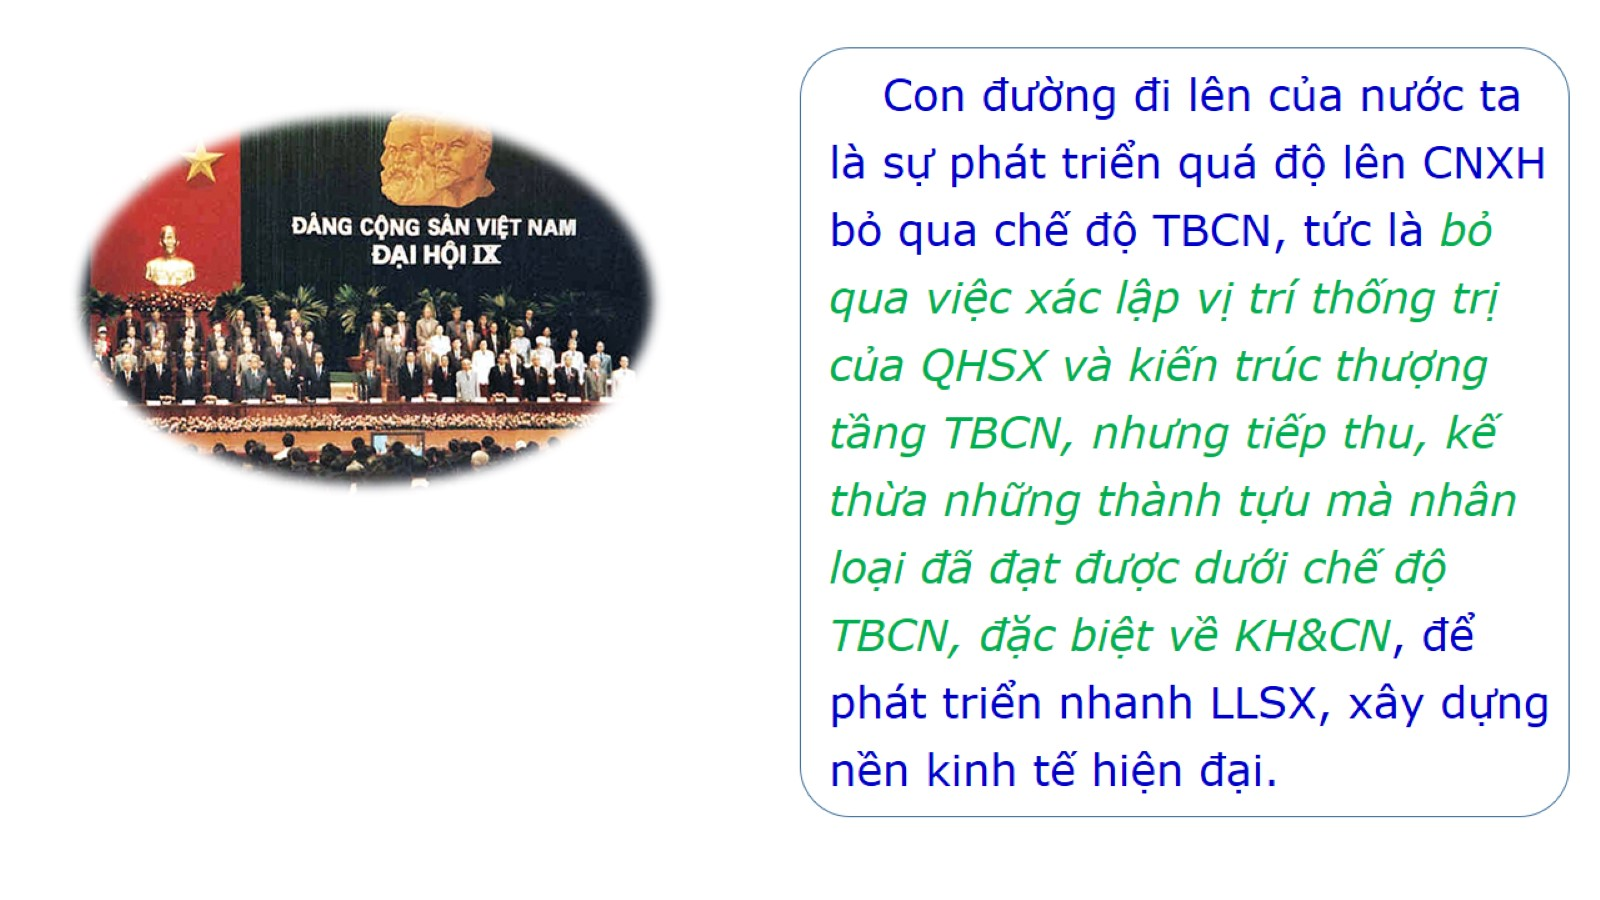 ĐẢNG CỘNG SẢN VIỆT NAM
ĐẠI HỘI IX
Con đường đi lên của nước ta
là sự phát triển quá độ lên CNXH
bỏ qua chế độ TBCN, tức là bỏ
qua việc xác lập vị trí thống trị
của QHSX và kiến trúc thượng
tầng TBCN, nhưng tiếp thu, kế
thừa những thành tựu mà nhân
loại đã đạt được dưới chế độ
TBCN, đặc biệt về KH&CN, để
phát triển nhanh LLSX, xây dựng
nền kinh tế hiện đại.